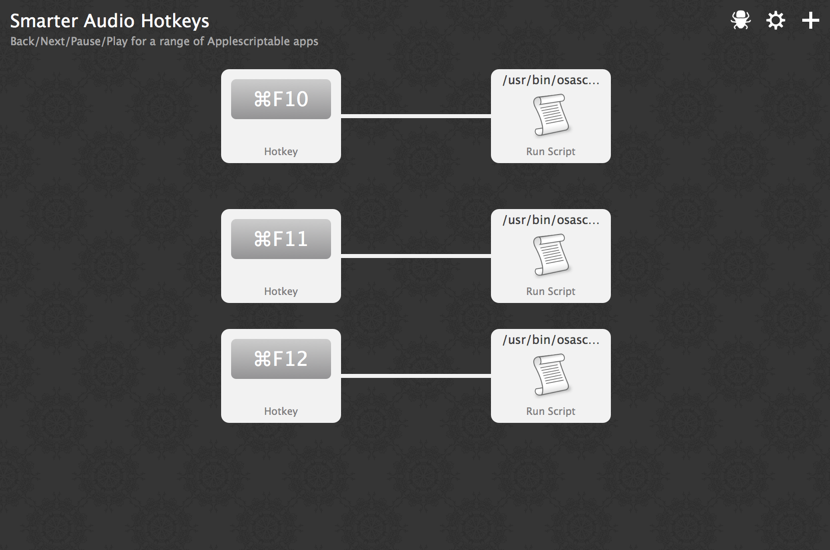 Smarter Audio Hotkeys
Back/Next/Pause/Play for a range of Applescriptable apps
⌘F10
Hotkey
/usr/bin/osasc...
Run Script
⌘F11
Hotkey
/usr/bin/osasc...
Run Script
⌘F12
Hotkey
/usr/bin/osasc...
Run Script